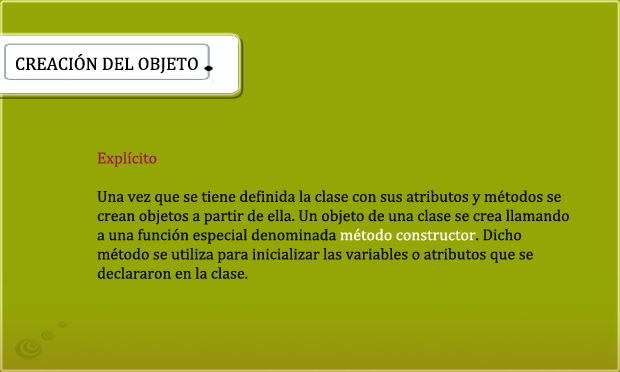 CREACIÓN DEL OBJETO
Explícito
Una vez que se tiene definida la clase con sus atributos y métodos se
crean objetos a partir de ella. Un objeto de una clase se crea llamando
a una función especial denominada método constructor. Dicho
método se utiliza para inicializar las variables o atributos que se
declararon en la clase.